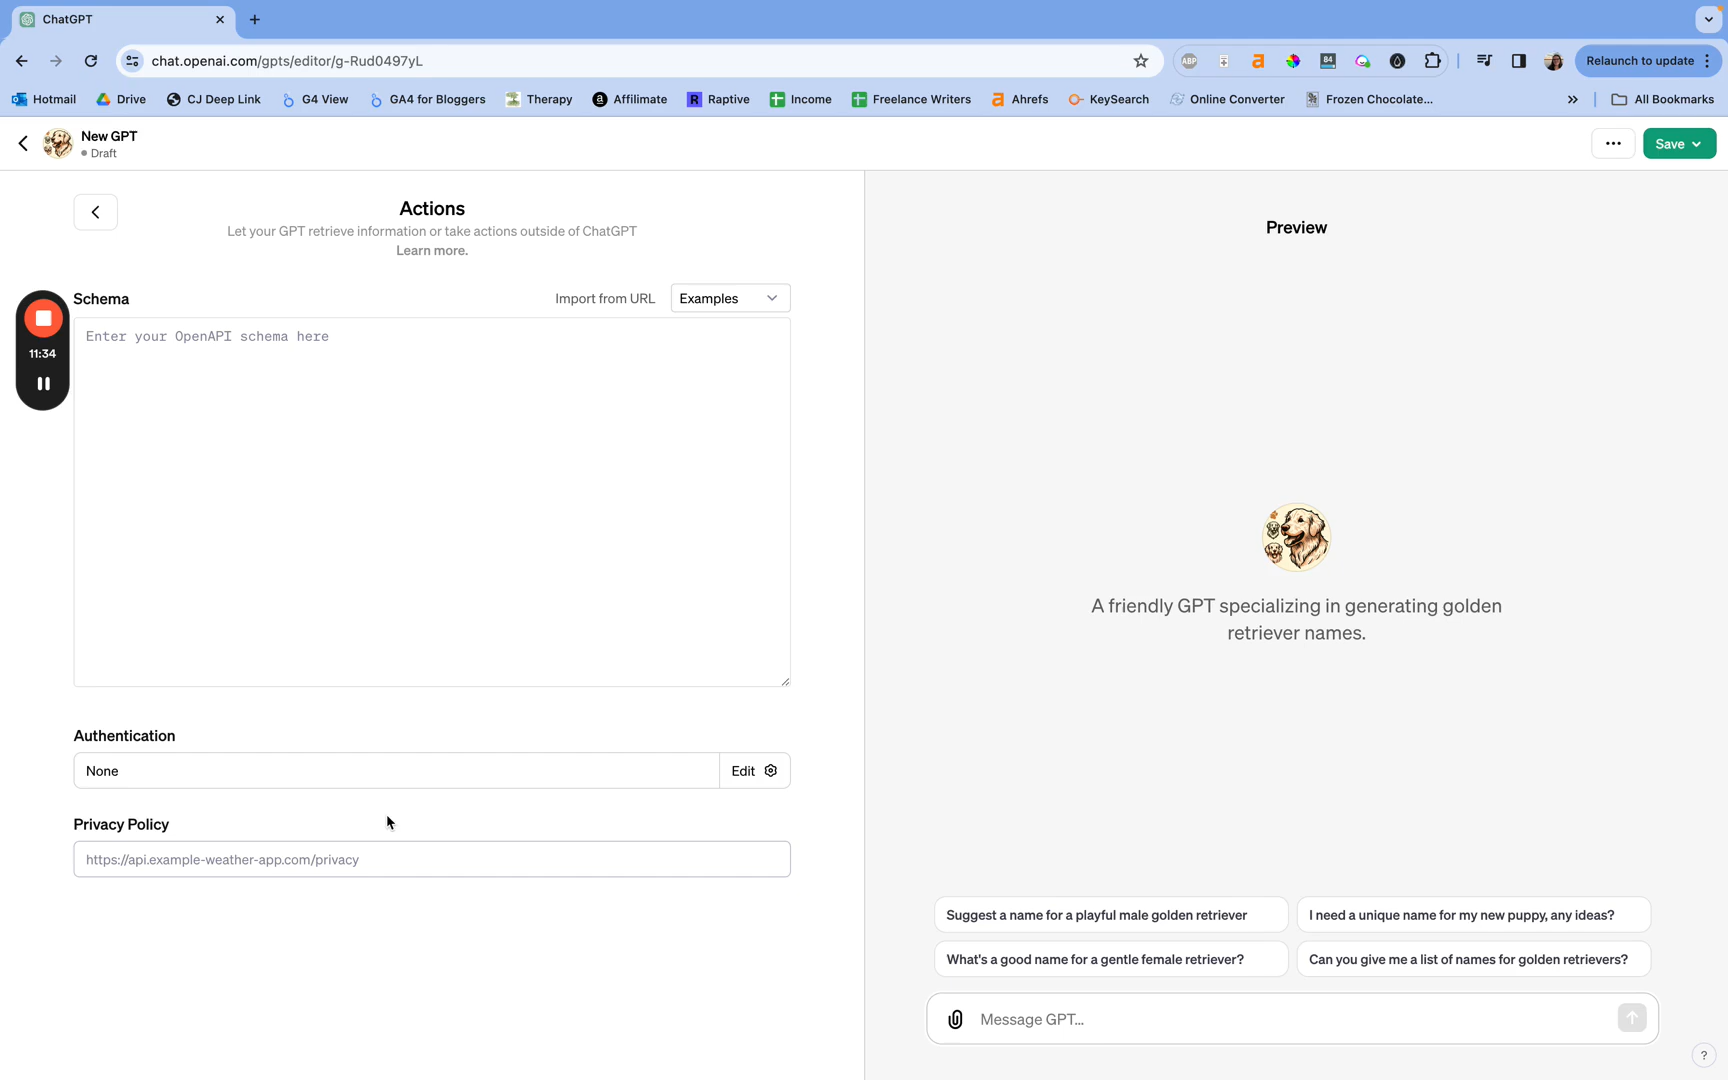 ChatGPT
chat.openai.com/gpts/editor/g-Rud0497yL
ABP
84
Relaunch to update
Hotmail
Drive
CJ Deep Link
G4 View
GA4 for Bloggers
Therapy
Affilimate
Raptive
Income
Freelance Writers
Ahrefs
KeySearch
Online Converter
Frozen Chocolate...
All Bookmarks
New GPT
Draft
Save
Actions
Let your GPT retrieve information or take actions outside of ChatGPT
Learn more.
Schema
Import from URL
Examples
Enter your OpenAPI schema here
11:34
Authentication
None
Edit
Privacy Policy
https://api.example-weather-app.com/privacy
Preview
A friendly GPT specializing in generating golden
retriever names.
Suggest a name for a playful male golden retriever
I need a unique name for my new puppy, any ideas?
What's a good name for a gentle female retriever?
Can you give me a list of names for golden retrievers?
Message GPT...
?